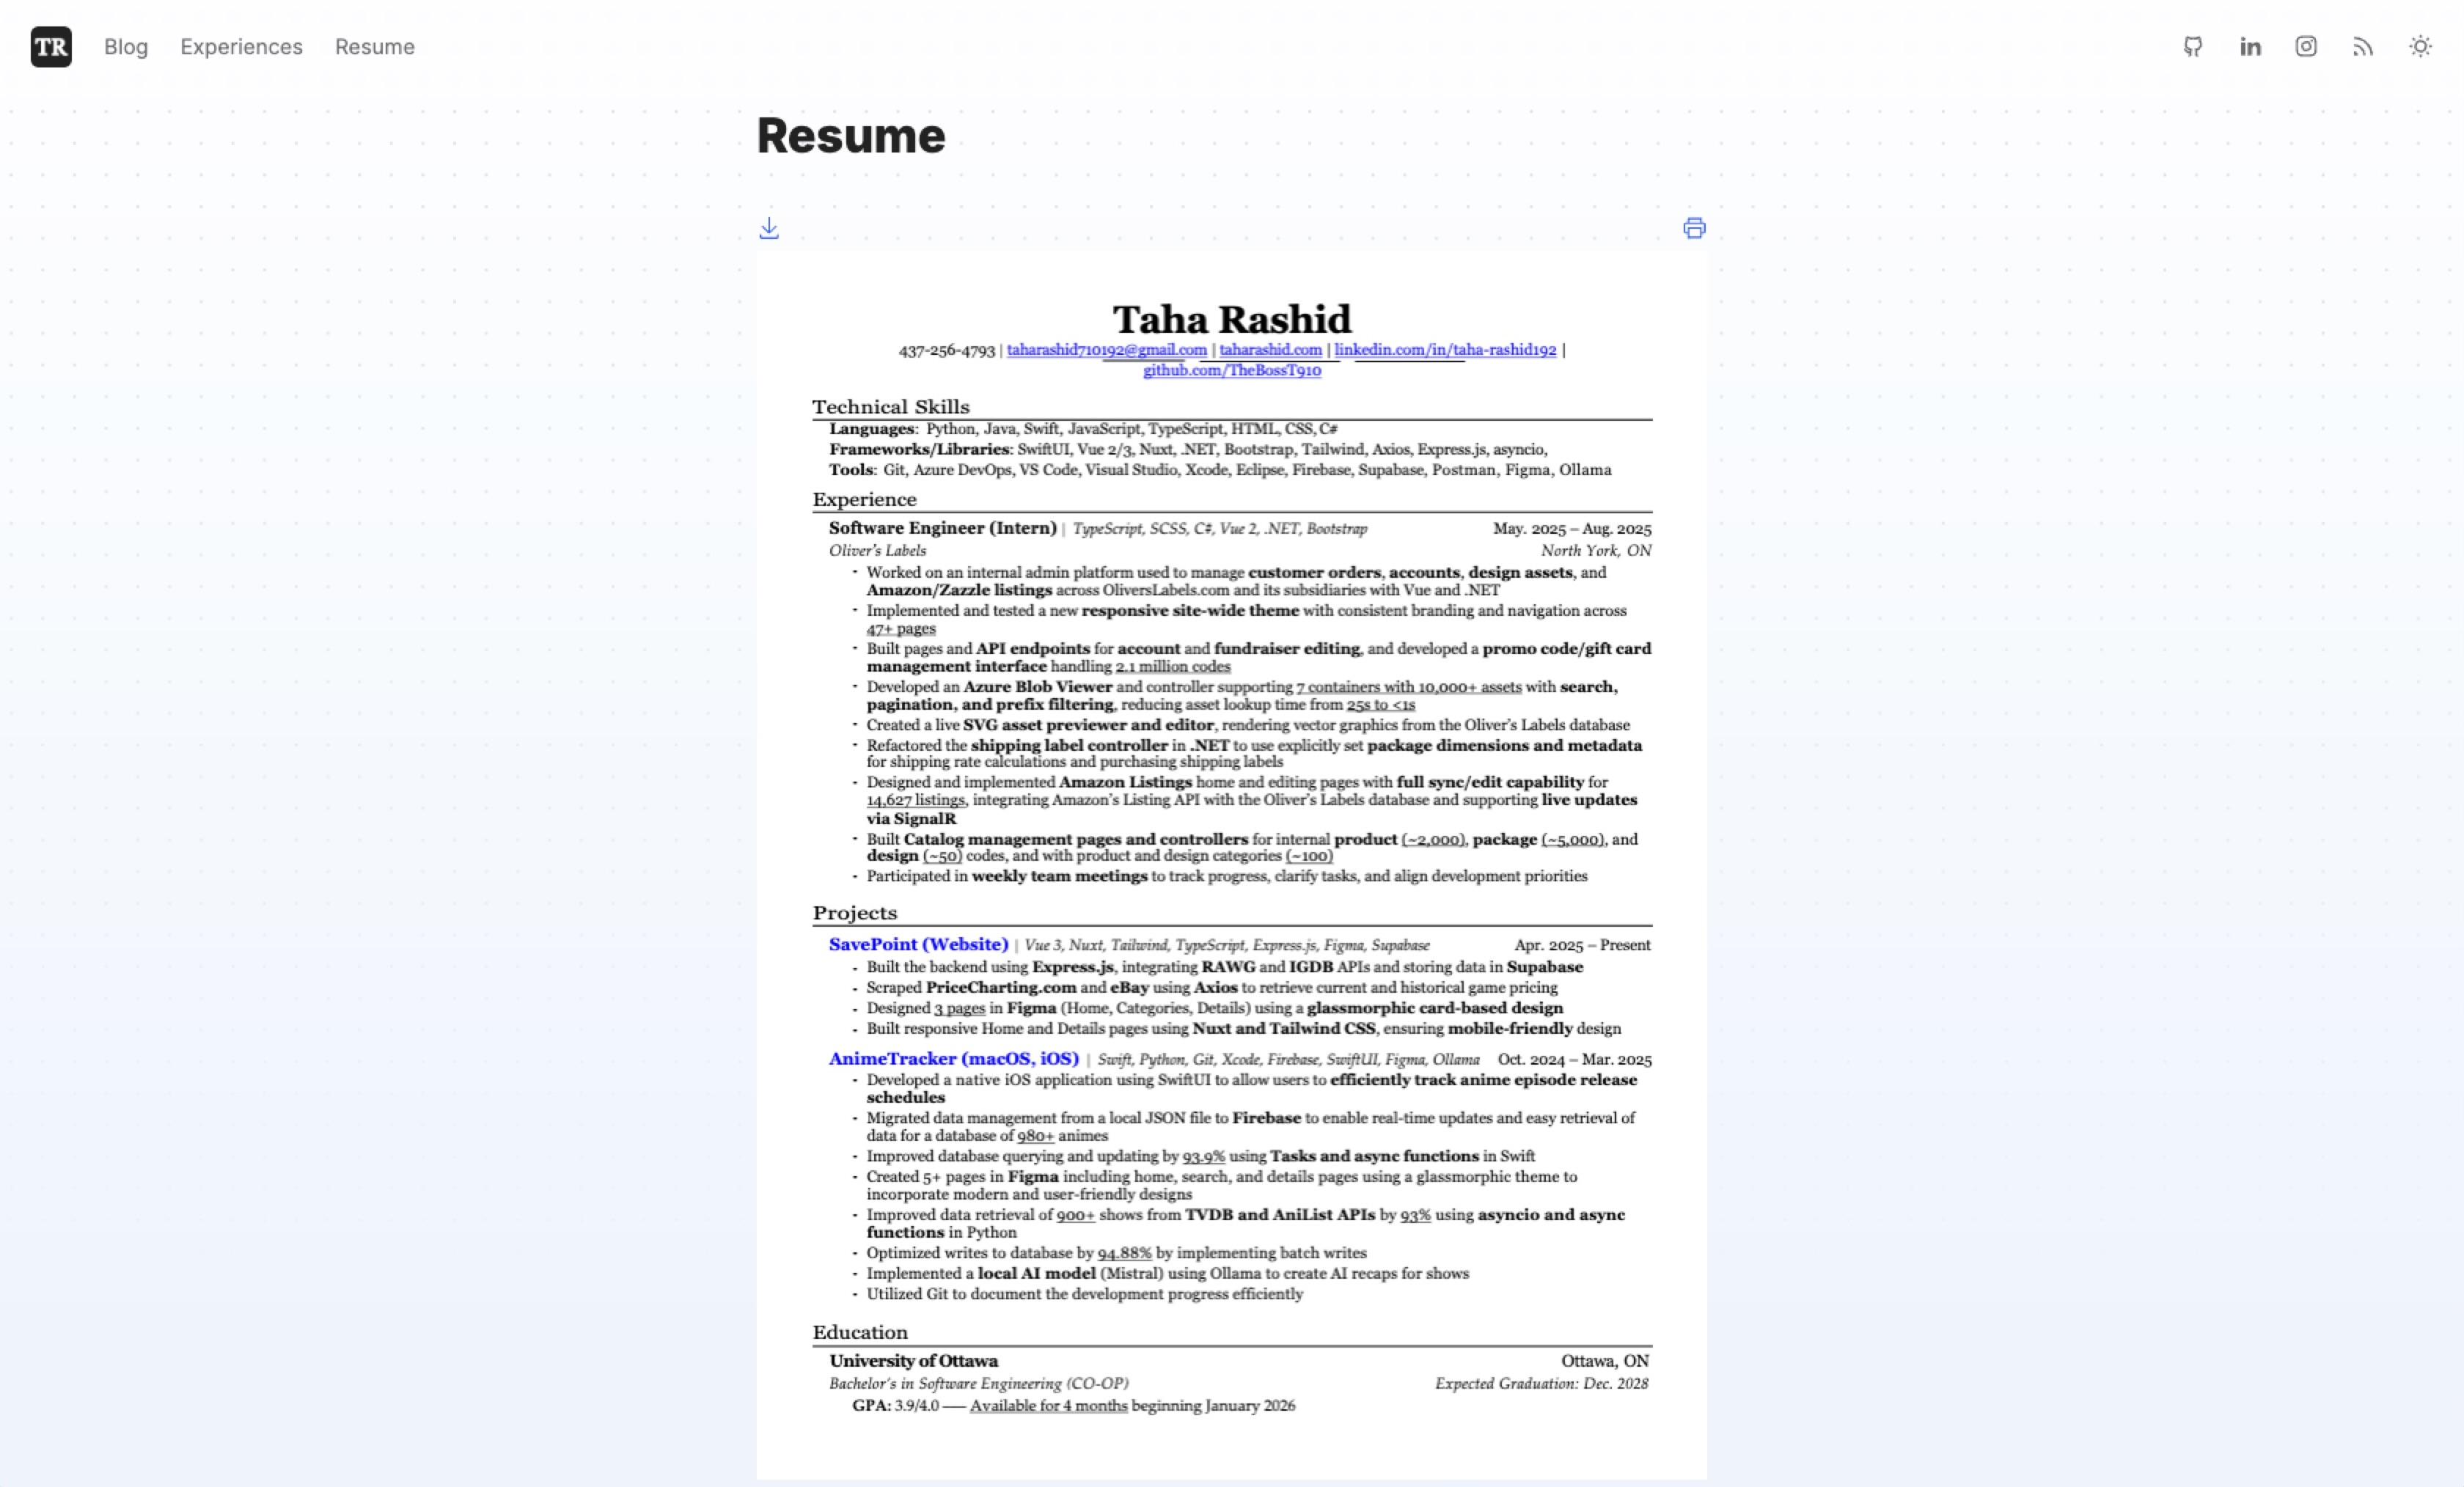 TR Blog Experiences Resume
Resume
Taha Rashid
437-256-4793 | taharashid710192@gmail.com | taharashid.com | linkedin.com/in/taha-rashid192 |
github.com/TheBossT910
Technical Skills
Languages: Python, Java, Swift, JavaScript, TypeScript, HTML, CSS, C#
Frameworks/Libraries: SwiftUI, Vue 2/3, Nuxt, .NET, Bootstrap, Tailwind, Axios, Express.js, asyncio,
Tools: Git, Azure DevOps, VS Code, Visual Studio, Xcode, Eclipse, Firebase, Supabase, Postman, Figma, Ollama
Experience
Software Engineer (Intern) | TypeScript, SCSS, C#, Vue 2, .NET, Bootstrap May. 2025 – Aug. 2025
Oliver's Labels North York, ON
- Worked on an internal admin platform used to manage customer orders, accounts, design assets, and
Amazon/Zazzle listings across OliversLabels.com and its subsidiaries with Vue and .NET
- Implemented and tested a new responsive site-wide theme with consistent branding and navigation across
47+ pages
- Built pages and API endpoints for account and fundraiser editing, and developed a promo code/gift card
management interface handling 2.1 million codes
- Developed an Azure Blob Viewer and controller supporting 7 containers with 10,000+ assets with search,
pagination, and prefix filtering, reducing asset lookup time from 25s to <1s
- Created a live SVG asset previewer and editor, rendering vector graphics from the Oliver's Labels database
- Refactored the shipping label controller in .NET to use explicitly set package dimensions and metadata
for shipping rate calculations and purchasing shipping labels
- Designed and implemented Amazon Listings home and editing pages with full sync/edit capability for
14,627 listings, integrating Amazon's Listing API with the Oliver's Labels database and supporting live updates
via SignalR
- Built Catalog management pages and controllers for internal product (~2,000), package (~5,000), and
design (~50) codes, and with product and design categories (~100)
- Participated in weekly team meetings to track progress, clarify tasks, and align development priorities
Projects
SavePoint (Website) | Vue 3, Nuxt, Tailwind, TypeScript, Express.js, Figma, Supabase Apr. 2025 – Present
- Built the backend using Express.js, integrating RAWG and IGDB APIs and storing data in Supabase
- Scraped PriceCharting.com and eBay using Axios to retrieve current and historical game pricing
- Designed 3 pages in Figma (Home, Categories, Details) using a glassmorphic card-based design
- Built responsive Home and Details pages using Nuxt and Tailwind CSS, ensuring mobile-friendly design
AnimeTracker (macOS, iOS) | Swift, Python, Git, Xcode, Firebase, SwiftUI, Figma, Ollama Oct. 2024 – Mar. 2025
- Developed a native iOS application using SwiftUI to allow users to efficiently track anime episode release
schedules
- Migrated data management from a local JSON file to Firebase to enable real-time updates and easy retrieval of
data for a database of 980+ animes
- Improved database querying and updating by 93.9% using Tasks and async functions in Swift
- Created 5+ pages in Figma including home, search, and details pages using a glassmorphic theme to
incorporate modern and user-friendly designs
- Improved data retrieval of 900+ shows from TVDB and AniList APIs by 93% using asyncio and async
functions in Python
- Optimized writes to database by 94.88% by implementing batch writes
- Implemented a local AI model (Mistral) using Ollama to create AI recaps for shows
- Utilized Git to document the development progress efficiently
Education
University of Ottawa Ottawa, ON
Bachelor's in Software Engineering (CO-OP) Expected Graduation: Dec. 2028
GPA: 3.9/4.0 — Available for 4 months beginning January 2026